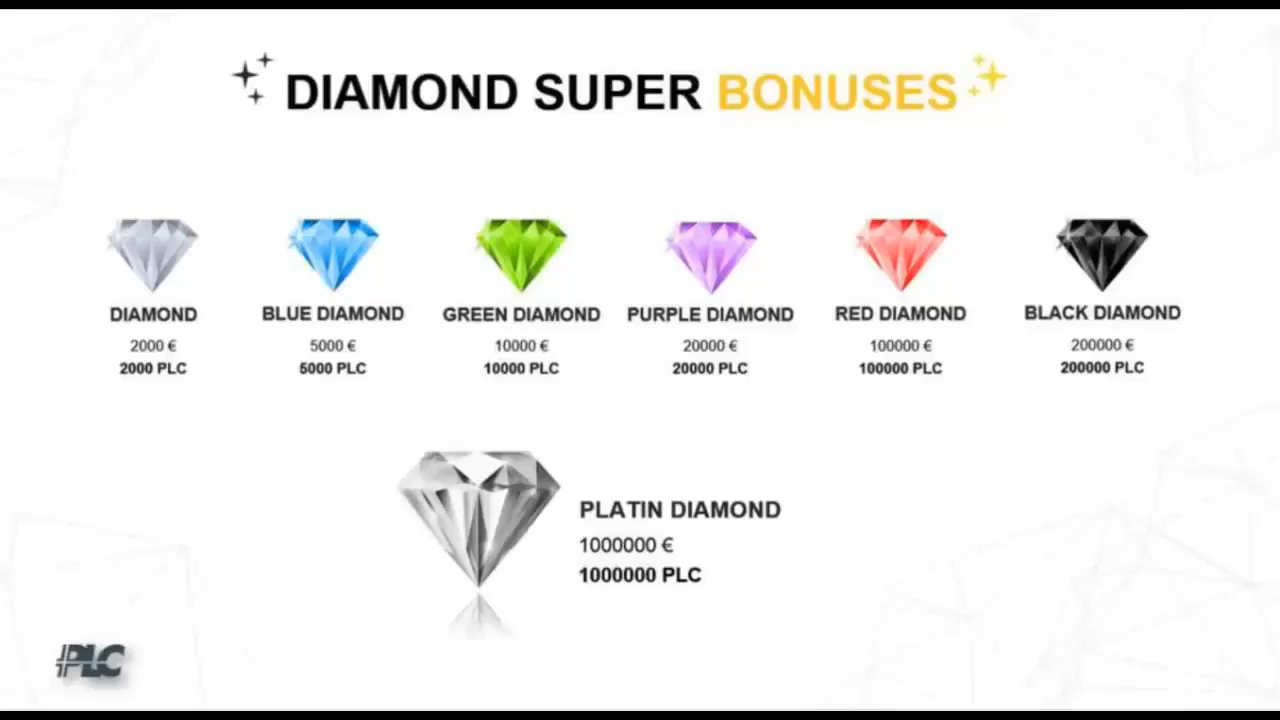 DIAMOND SUPER BONUSES
DIAMOND
2000 €
2000 PLC
BLUE DIAMOND
5000 €
5000 PLC
GREEN DIAMOND
10000 €
10000 PLC
PURPLE DIAMOND
20000 €
20000 PLC
RED DIAMOND
100000 €
100000 PLC
BLACK DIAMOND
200000 €
200000 PLC
PLATIN DIAMOND
1000000 €
1000000 PLC
PLC